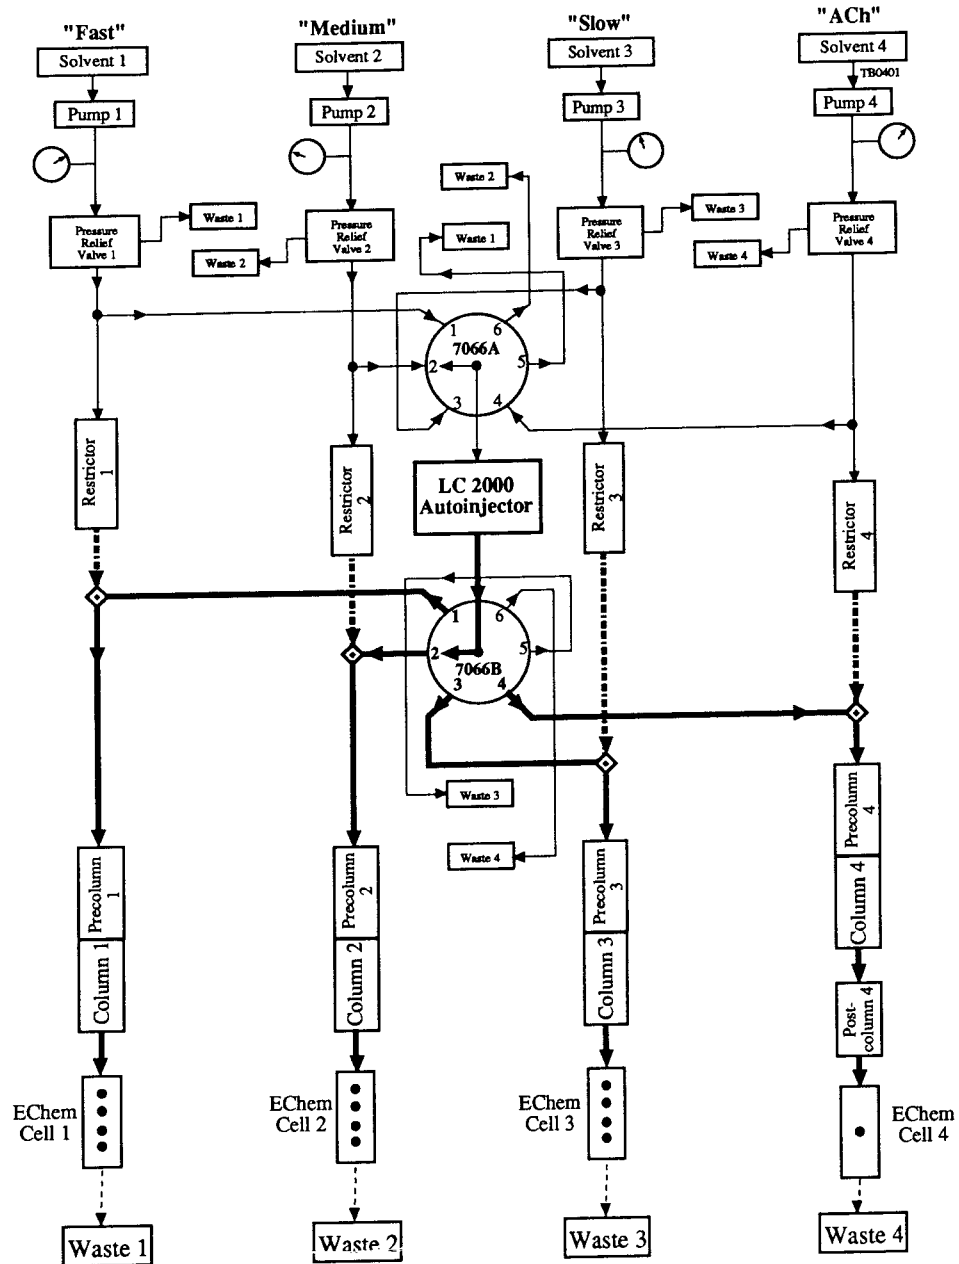 "Fast"
"Medium"
"Slow"
"ACh"
Solvent 1
Solvent 2
Solvent 3
Solvent 4
TB0401
Pump 1
Pump 2
Pump 3
Pump 4
Waste 2
Pressure
Relief
Valve 1
Waste 1
Pressure
Relief
Valve 2
Waste 2
Waste 1
Pressure
Relief
Valve 3
Waste 3
Pressure
Relief
Valve 4
Waste 4
1
6
7066A
2
5
3
4
Restrictor
1
Restrictor
2
LC 2000
Autoinjector
Restrictor
3
Restrictor
4
1
6
2
5
7066B
3
4
Waste 3
Waste 4
Precolumn
1
Precolumn
2
Precolumn
3
Precolumn
4
Column 1
Column 2
Column 3
Column 4
Post-
column 4
EChem
Cell 1
EChem
Cell 2
EChem
Cell 3
EChem
Cell 4
Waste 1
Waste 2
Waste 3
Waste 4